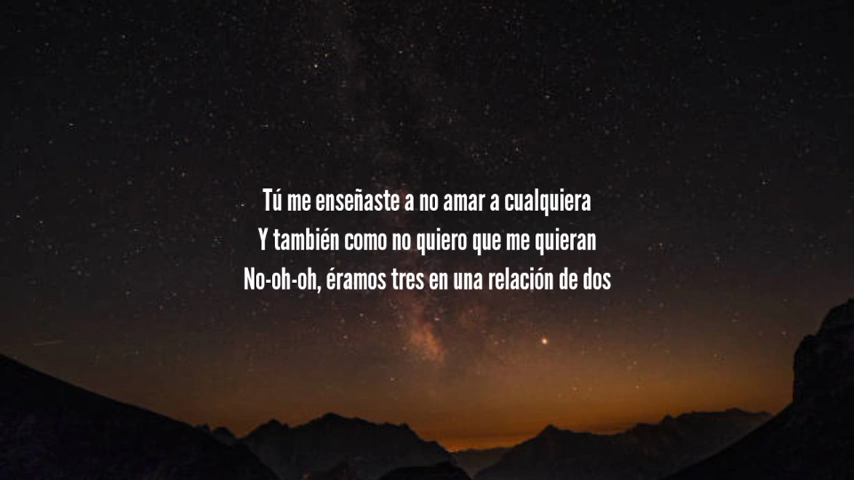 Tú me enseñaste a no amar a cualquiera
Y también como no quiero que me quieran
No-oh-oh, éramos tres en una relación de dos